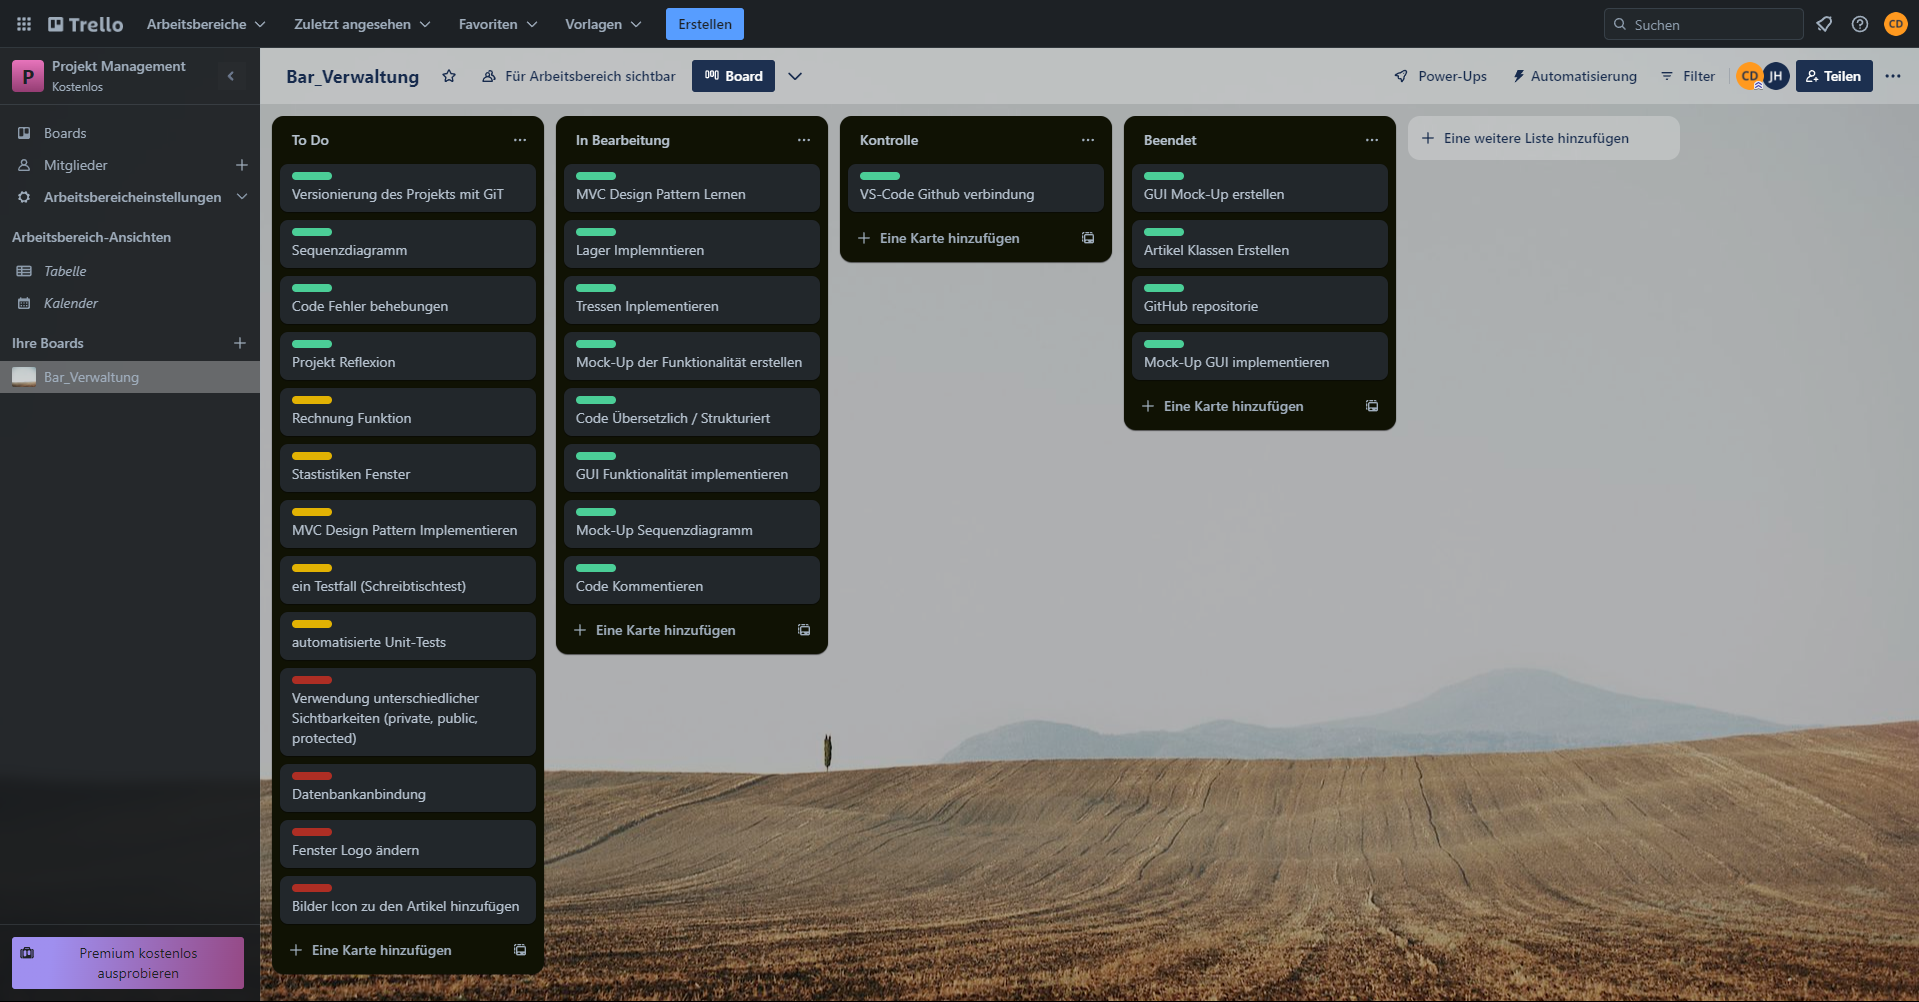 Trello
Arbeitsbereiche
Zuletzt angesehen
Favoriten
Vorlagen
Erstellen
Suchen
CD
P
Projekt Management
Kostenlos
Boards
Mitglieder
Arbeitsbereicheinstellungen
Arbeitsbereich-Ansichten
Tabelle
Kalender
Ihre Boards
Bar_Verwaltung
Premium kostenlos
ausprobieren
Bar_Verwaltung
Für Arbeitsbereich sichtbar
Board
Power-Ups
Automatisierung
Filter
CD
JH
Teilen
To Do
Versionierung des Projekts mit GiT
Sequenzdiagramm
Code Fehler behebungen
Projekt Reflexion
Rechnung Funktion
Stastistiken Fenster
MVC Design Pattern Implementieren
ein Testfall (Schreibtischtest)
automatisierte Unit-Tests
Verwendung unterschiedlicher
Sichtbarkeiten (private, public,
protected)
Datenbankanbindung
Fenster Logo ändern
Bilder Icon zu den Artikel hinzufügen
Eine Karte hinzufügen
In Bearbeitung
MVC Design Pattern Lernen
Lager Implemntieren
Tressen Inplementieren
Mock-Up der Funktionalität erstellen
Code Übersetzlich / Strukturiert
GUI Funktionalität implementieren
Mock-Up Sequenzdiagramm
Code Kommentieren
Eine Karte hinzufügen
Kontrolle
VS-Code Github verbindung
Eine Karte hinzufügen
Beendet
GUI Mock-Up erstellen
Artikel Klassen Erstellen
GitHub repositorie
Mock-Up GUI implementieren
Eine Karte hinzufügen
Eine weitere Liste hinzufügen